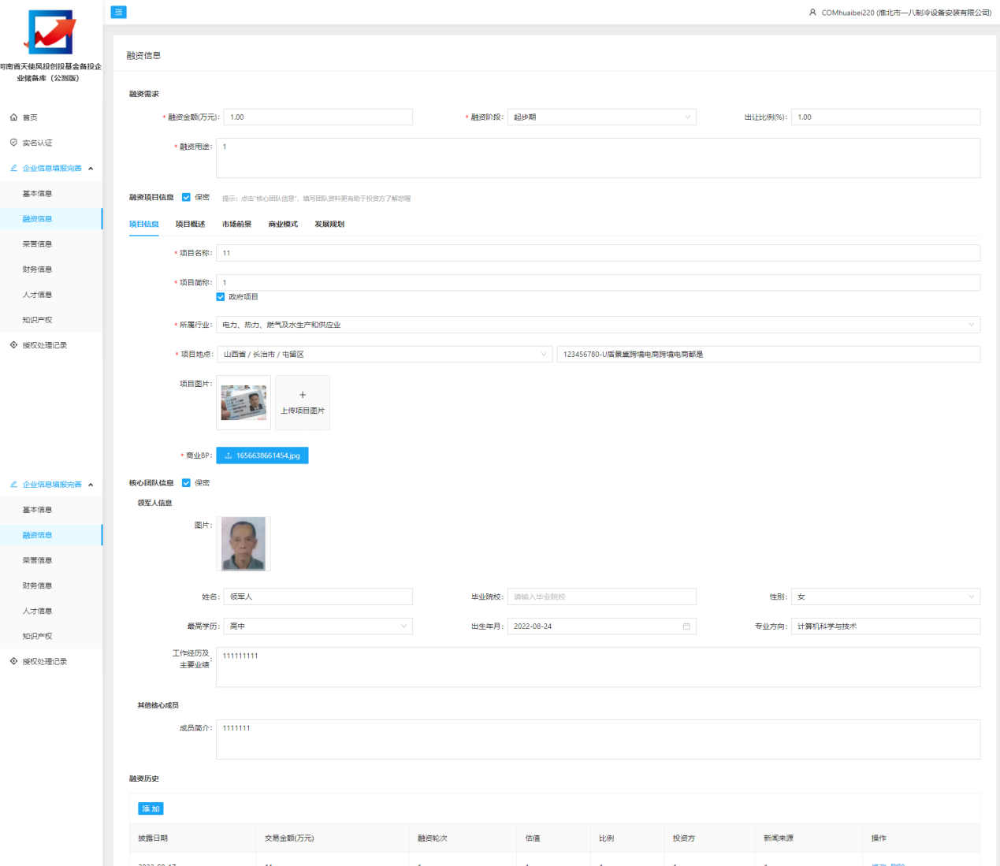 COMhuaibei220 (淮北市一八制冷设备安装有限公司)
河南省天使风投创投基金备投企
业储备库（公测版）
首页
实名认证
企业信息填报完善
基本信息
融资信息
荣誉信息
财务信息
人才信息
知识产权
授权处理记录
企业信息填报完善
基本信息
融资信息
荣誉信息
财务信息
人才信息
知识产权
授权处理记录
融资信息
融资需求
* 融资金额(万元): 1.00
* 融资阶段: 起步期
出让比例(%): 1.00
* 融资用途: 1
融资项目信息 保密 提示：点击"核心团队信息"，填写团队资料更有助于投资方了解您喔
项目信息 项目概述 市场前景 商业模式 发展规划
* 项目名称: 11
* 项目简称: 1
政府项目
* 所属行业: 电力、热力、燃气及水生产和供应业
* 项目地点: 山西省 / 长治市 / 屯留区 123456780-U盾景黛跨境电商跨境电商都是
项目图片:
+
上传项目图片
* 商业BP: 1656638661454.jpg
核心团队信息 保密
领军人信息
图片:
姓名: 领军人 毕业院校: 请输入毕业院校 性别: 女
最高学历: 高中 出生年月: 2022-08-24 专业方向: 计算机科学与技术
工作经历及
主要业绩: 111111111
其他核心成员
成员简介: 1111111
融资历史
添 加
披露日期 交易金额(万元) 融资轮次 估值 比例 投资方 新闻来源 操作